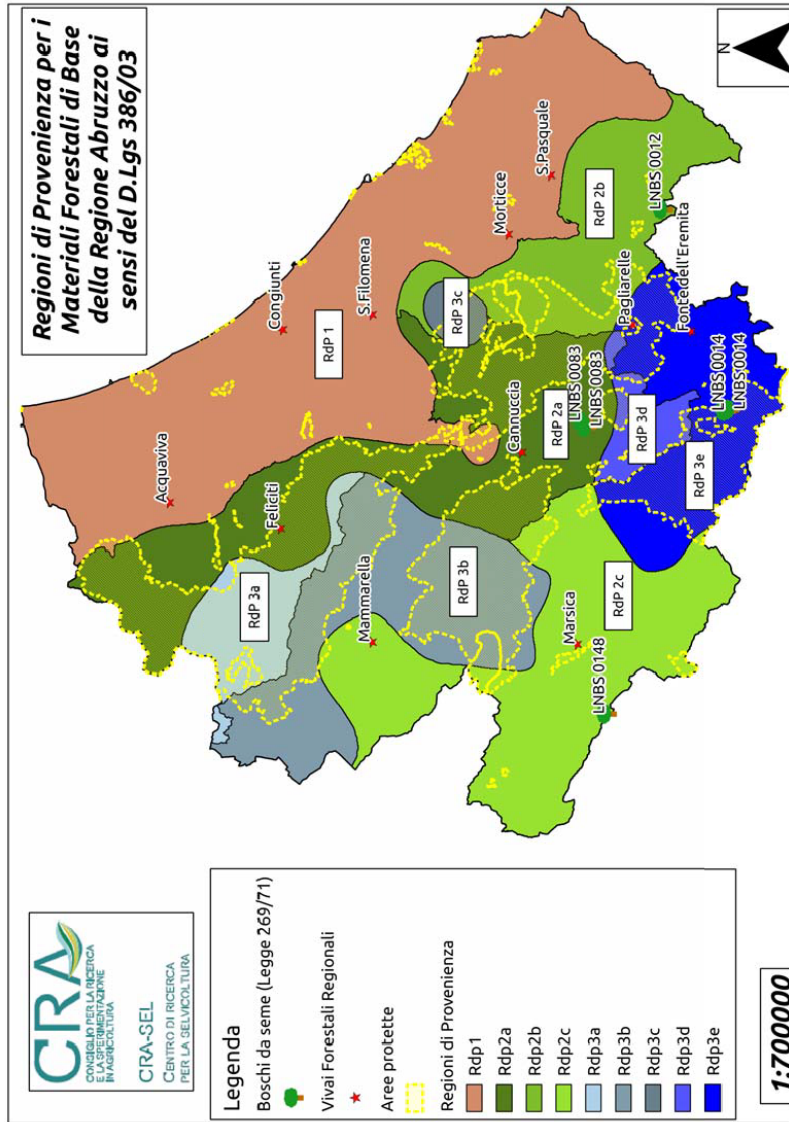 CRA
CONSIGLIO PER LA RICERCA
E LA SPERIMENTAZIONE
IN AGRICOLTURA
CRA-SEL
CENTRO DI RICERCA
PER LA SELVICOLTURA
Regioni di Provenienza per i
Materiali Forestali di Base
della Regione Abruzzo ai
sensi del D.Lgs 386/03
N
Legenda
Boschi da seme (Legge 269/71)
Vivai Forestali Regionali
Aree protette
Regioni di Provenienza
Rdp1
Rdp2a
Rdp2b
Rdp2c
Rdp3a
Rdp3b
Rdp3c
Rdp3d
Rdp3e
1:700000
Acquaviva
Feliciti
Congiunti
RdP 1
RdP 3a
S.Filomena
Mammarella
RdP 3c
RdP 3b
Morticce
S.Pasquale
Cannuccia
RdP 2a
LNBS 0083
LNBS 0083
RdP 2b
Marsica
RdP 2c
LNBS 0148
Pagliarelle
RdP 3d
LNBS 0012
Fonte dell'Eremita
RdP 3e
LNBS 0014
LNBS 0014